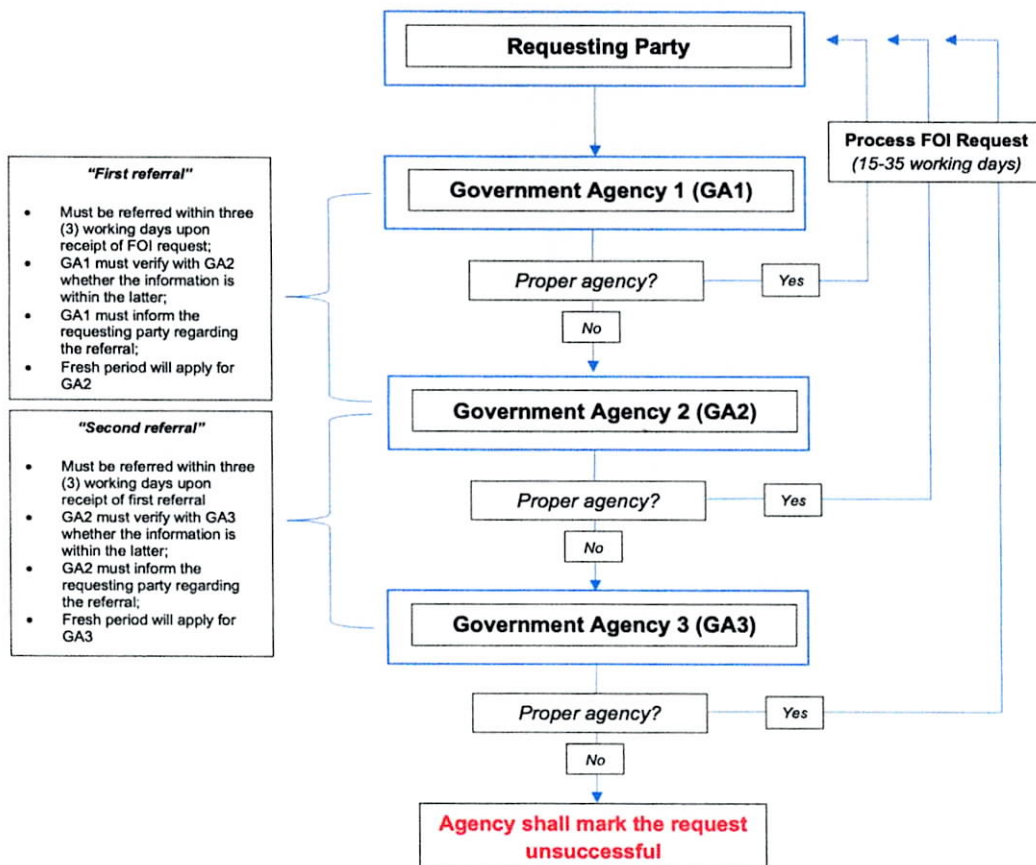 Requesting Party
Process FOI Request
(15-35 working days)
"First referral"
• Must be referred within three
(3) working days upon
receipt of FOI request;
• GA1 must verify with GA2
whether the information is
within the latter;
• GA1 must inform the
requesting party regarding
the referral;
• Fresh period will apply for
GA2
Government Agency 1 (GA1)
Proper agency?
Yes
No
Government Agency 2 (GA2)
"Second referral"
• Must be referred within three
(3) working days upon
receipt of first referral
• GA2 must verify with GA3
whether the information is
within the latter;
• GA2 must inform the
requesting party regarding
the referral;
• Fresh period will apply for
GA3
Proper agency?
Yes
No
Government Agency 3 (GA3)
Proper agency?
Yes
No
Agency shall mark the request
unsuccessful